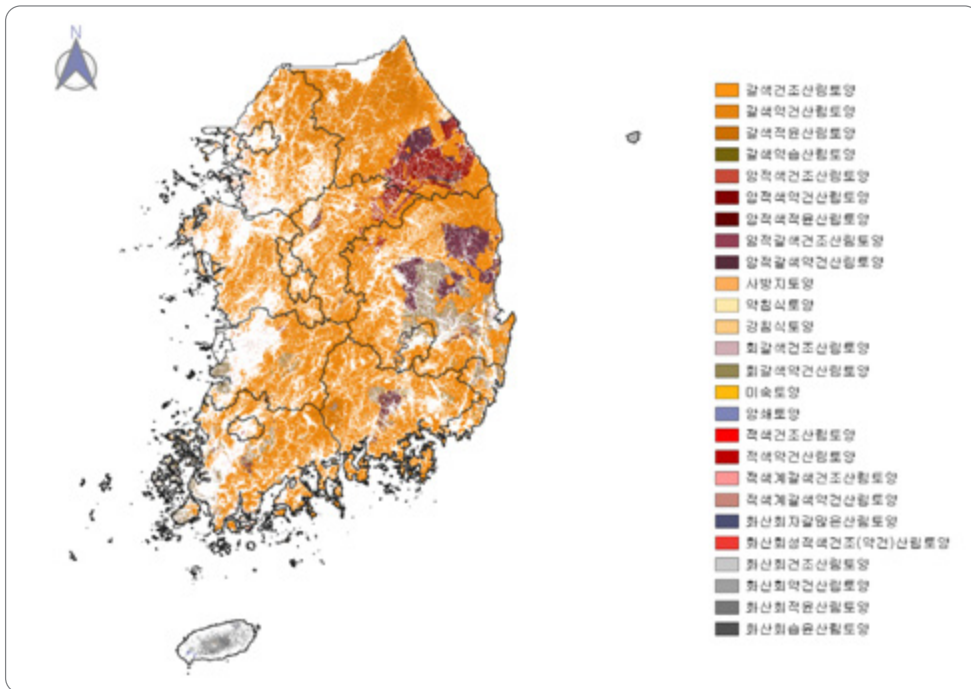 N
갈색건조산림토양
갈색약건산림토양
갈색적윤산림토양
갈색약습산림토양
암적색건조산림토양
암적색약건산림토양
암적색적윤산림토양
암적갈색건조산림토양
암적갈색약건산림토양
사방지토양
약침식토양
강침식토양
회갈색건조산림토양
회갈색약건산림토양
미숙토양
암쇄토양
적색건조산림토양
적색약건산림토양
적색계갈색건조산림토양
적색계갈색약건산림토양
화산회자갈많은산림토양
화산회성적색건조(약건)산림토양
화산회건조산림토양
화산회약건산림토양
화산회적윤산림토양
화산회습윤산림토양